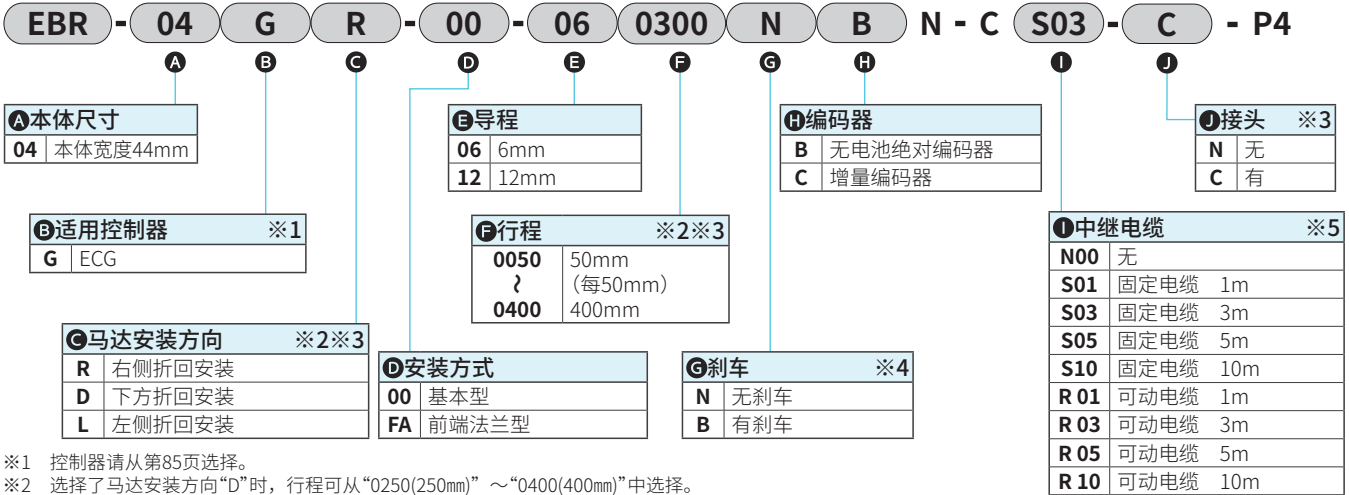 EBR - 04 G R - 00 - 06 0300 N B N - C S03 - C - P4
A B C D E F G H I J
A本体尺寸
04 本体宽度44mm
E导程
06 6mm
12 12mm
H编码器
B 无电池绝对编码器
C 增量编码器
J接头 ※3
N 无
C 有
B适用控制器 ※1
G ECG
F行程 ※2※3
0050 50mm
～ （每50mm）
0400 400mm
I中继电缆 ※5
N00 无
S01 固定电缆 1m
S03 固定电缆 3m
S05 固定电缆 5m
S10 固定电缆 10m
R 01 可动电缆 1m
R 03 可动电缆 3m
R 05 可动电缆 5m
R 10 可动电缆 10m
C马达安装方向 ※2※3
R 右侧折回安装
D 下方折回安装
L 左侧折回安装
D安装方式
00 基本型
FA 前端法兰型
G刹车 ※4
N 无刹车
B 有刹车
※1 控制器请从第85页选择。
※2 选择了马达安装方向“D”时，行程可从“0250(250㎜)”～“0400(400㎜)”中选择。